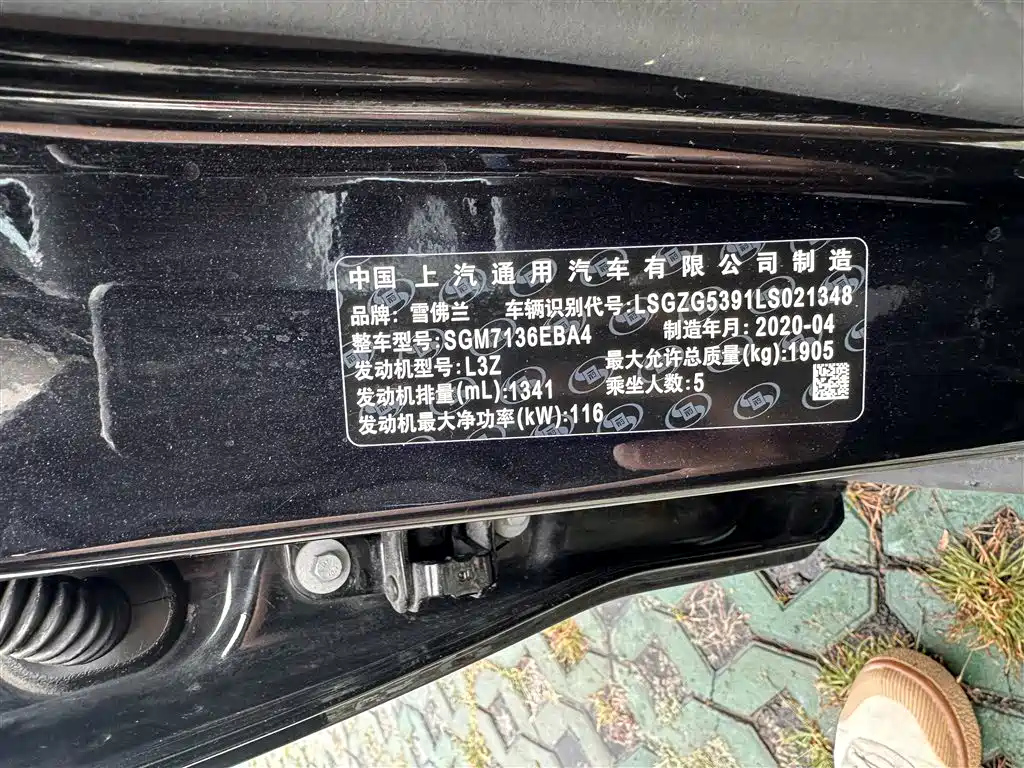 中国 上汽通用汽车有限公司制造
品牌: 雪佛兰 车辆识别代号:LSGZG5391LS021348
整车型号:SGM7136EBA4 制造年月: 2020-04
发动机型号:L3Z 最大允许总质量(kg):1905
发动机排量(mL):1341 乘坐人数:5
发动机最大净功率(kW):116